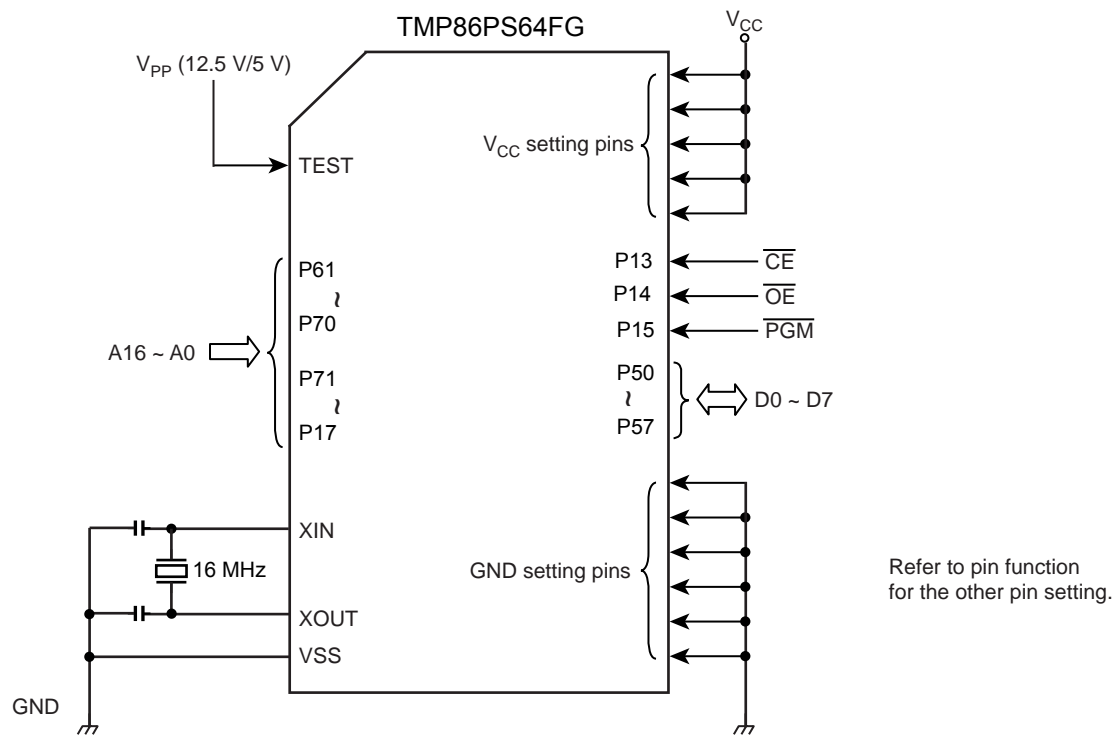 TMP86PS64FG
VCC
VPP (12.5 V/5 V)
VCC setting pins
TEST
P13
CE
P61
~
P14
OE
P70
P15
PGM
A16 ~ A0
P71
P50
~
~
D0 ~ D7
P17
P57
XIN
16 MHz
GND setting pins
Refer to pin function
for the other pin setting.
XOUT
VSS
GND